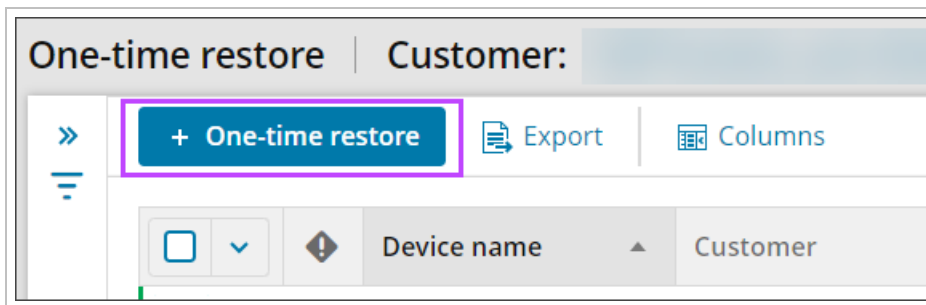 One-time restore | Customer:
+ One-time restore Export Columns
Device name Customer